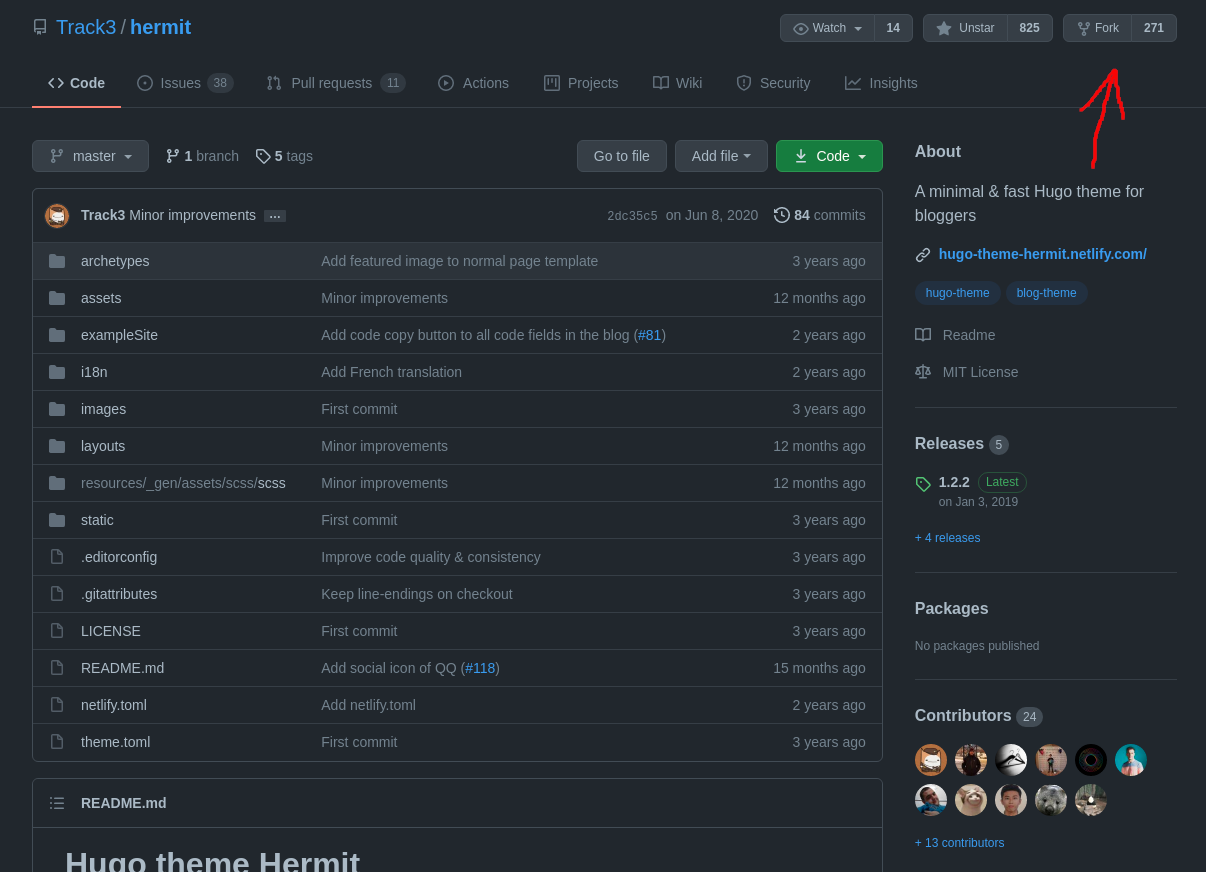 Track3 / hermit
Watch 14 Unstar 825 Fork 271
Code Issues 38 Pull requests 11 Actions Projects Wiki Security Insights
master 1 branch 5 tags Go to file Add file Code
Track3 Minor improvements ... 2dc35c5 on Jun 8, 2020 84 commits
archetypes Add featured image to normal page template 3 years ago
assets Minor improvements 12 months ago
exampleSite Add code copy button to all code fields in the blog (#81) 2 years ago
i18n Add French translation 2 years ago
images First commit 3 years ago
layouts Minor improvements 12 months ago
resources/_gen/assets/scss/scss Minor improvements 12 months ago
static First commit 3 years ago
.editorconfig Improve code quality & consistency 3 years ago
.gitattributes Keep line-endings on checkout 3 years ago
LICENSE First commit 3 years ago
README.md Add social icon of QQ (#118) 15 months ago
netlify.toml Add netlify.toml 2 years ago
theme.toml First commit 3 years ago
README.md
Hugo theme Hermit
About
A minimal & fast Hugo theme for
bloggers
hugo-theme-hermit.netlify.com/
hugo-theme blog-theme
Readme
MIT License
Releases 5
1.2.2 Latest
on Jan 3, 2019
+ 4 releases
Packages
No packages published
Contributors 24
+ 13 contributors